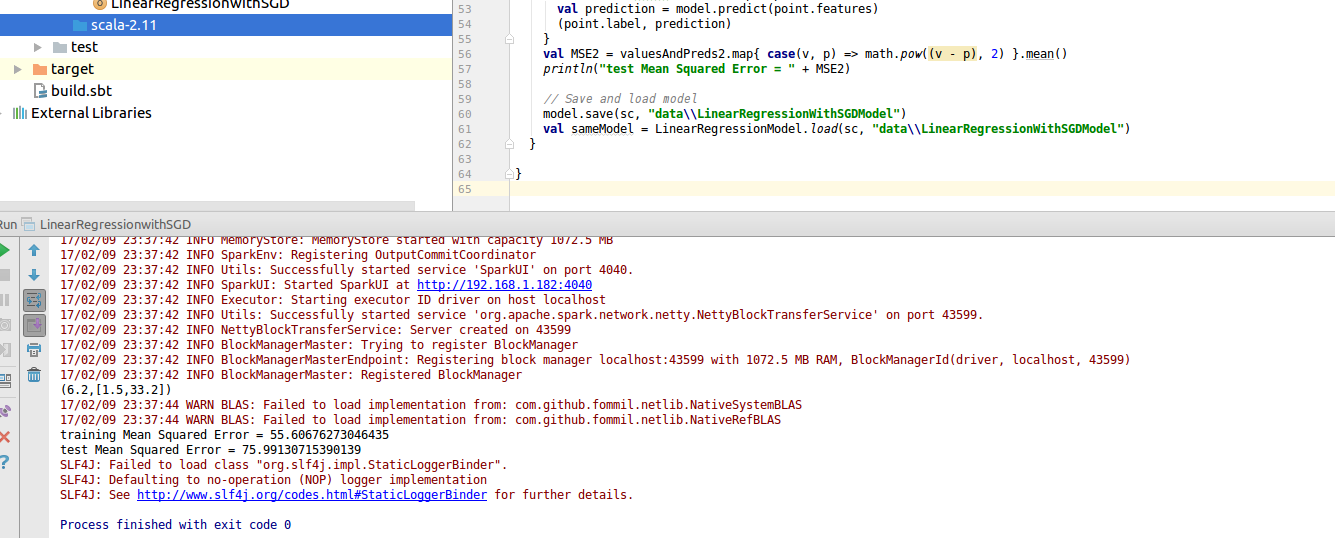 LinearRegressionwithSGD
scala-2.11
test
target
build.sbt
External Libraries
53 val prediction = model.predict(point.features)
54 (point.label, prediction)
55 }
56 val MSE2 = valuesAndPreds2.map{ case(v, p) => math.pow((v - p), 2) }.mean()
57 println("test Mean Squared Error = " + MSE2)
58
59 // Save and load model
60 model.save(sc, "data\\LinearRegressionWithSGDModel")
61 val sameModel = LinearRegressionModel.load(sc, "data\\LinearRegressionWithSGDModel")
62 }
63
64 }
65
Run LinearRegressionwithSGD
17/02/09 23:37:42 INFO MemoryStore: MemoryStore started with capacity 1072.5 MB
17/02/09 23:37:42 INFO SparkEnv: Registering OutputCommitCoordinator
17/02/09 23:37:42 INFO Utils: Successfully started service 'SparkUI' on port 4040.
17/02/09 23:37:42 INFO SparkUI: Started SparkUI at http://192.168.1.182:4040
17/02/09 23:37:42 INFO Executor: Starting executor ID driver on host localhost
17/02/09 23:37:42 INFO Utils: Successfully started service 'org.apache.spark.network.netty.NettyBlockTransferService' on port 43599.
17/02/09 23:37:42 INFO NettyBlockTransferService: Server created on 43599
17/02/09 23:37:42 INFO BlockManagerMaster: Trying to register BlockManager
17/02/09 23:37:42 INFO BlockManagerMasterEndpoint: Registering block manager localhost:43599 with 1072.5 MB RAM, BlockManagerId(driver, localhost, 43599)
17/02/09 23:37:42 INFO BlockManagerMaster: Registered BlockManager
(6.2,[1.5,33.2])
17/02/09 23:37:44 WARN BLAS: Failed to load implementation from: com.github.fommil.netlib.NativeSystemBLAS
17/02/09 23:37:44 WARN BLAS: Failed to load implementation from: com.github.fommil.netlib.NativeRefBLAS
training Mean Squared Error = 55.60676273046435
test Mean Squared Error = 75.99130715390139
SLF4J: Failed to load class "org.slf4j.impl.StaticLoggerBinder".
SLF4J: Defaulting to no-operation (NOP) logger implementation
SLF4J: See http://www.slf4j.org/codes.html#StaticLoggerBinder for further details.
Process finished with exit code 0